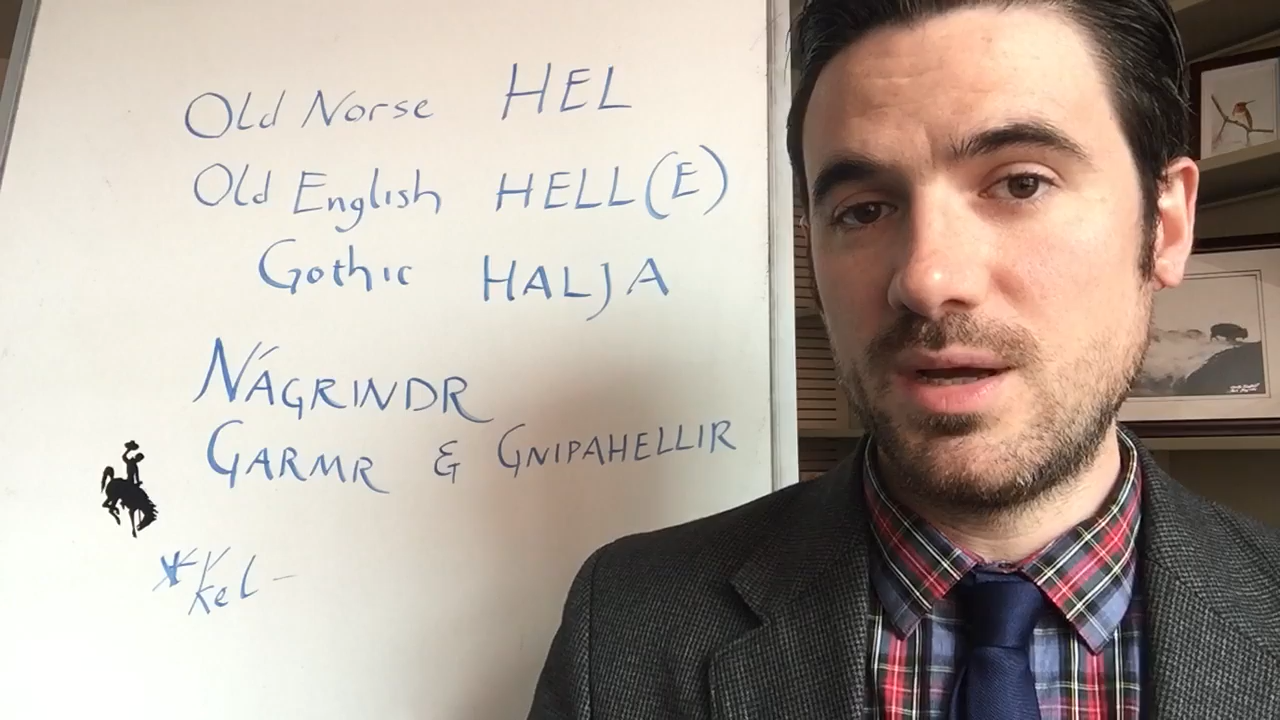 Old Norse HEL
Old English HELL(E)
Gothic HALJA
NÁGRINDR
GARMR & GNIPAHELLIR
*ḱel-